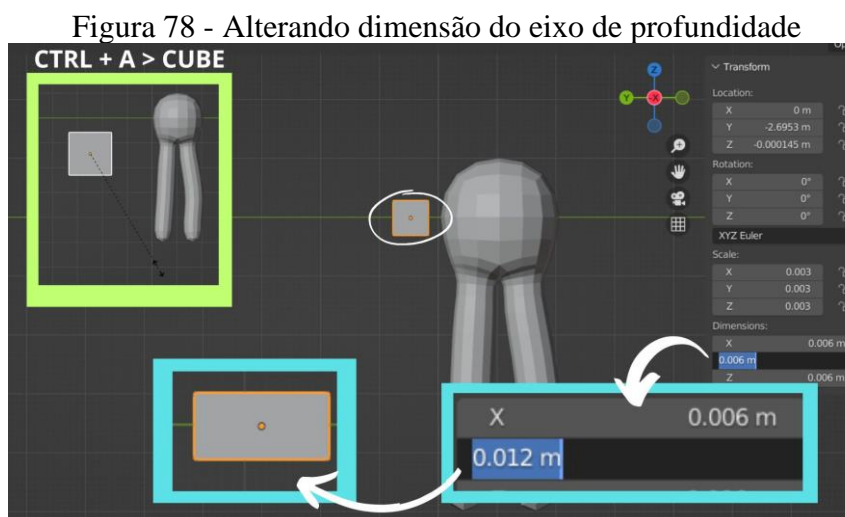 Figura 78 - Alterando dimensão do eixo de profundidade
CTRL + A > CUBE
Z
Y
-X
Transform
Location:
X 0 m
Y -2.6953 m
Z -0.000145 m
Rotation:
X 0°
Y 0°
Z 0°
XYZ Euler
Scale:
X 0.003
Y 0.003
Z 0.003
Dimensions:
X 0.006 m
0.006 m
Z 0.006 m
X 0.006 m
0.012 m